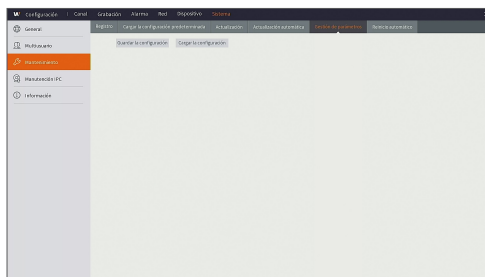 W Configuración | Canal Grabación Alarma Red Dispositivo Sistema
Registro Cargar la configuración predeterminada Actualización Actualización automática Gestión de parámetros Reinicio automático
General
Guardar la configuración Cargar la configuración
Multiusuario
Mantenimiento
Manutención IPC
Información